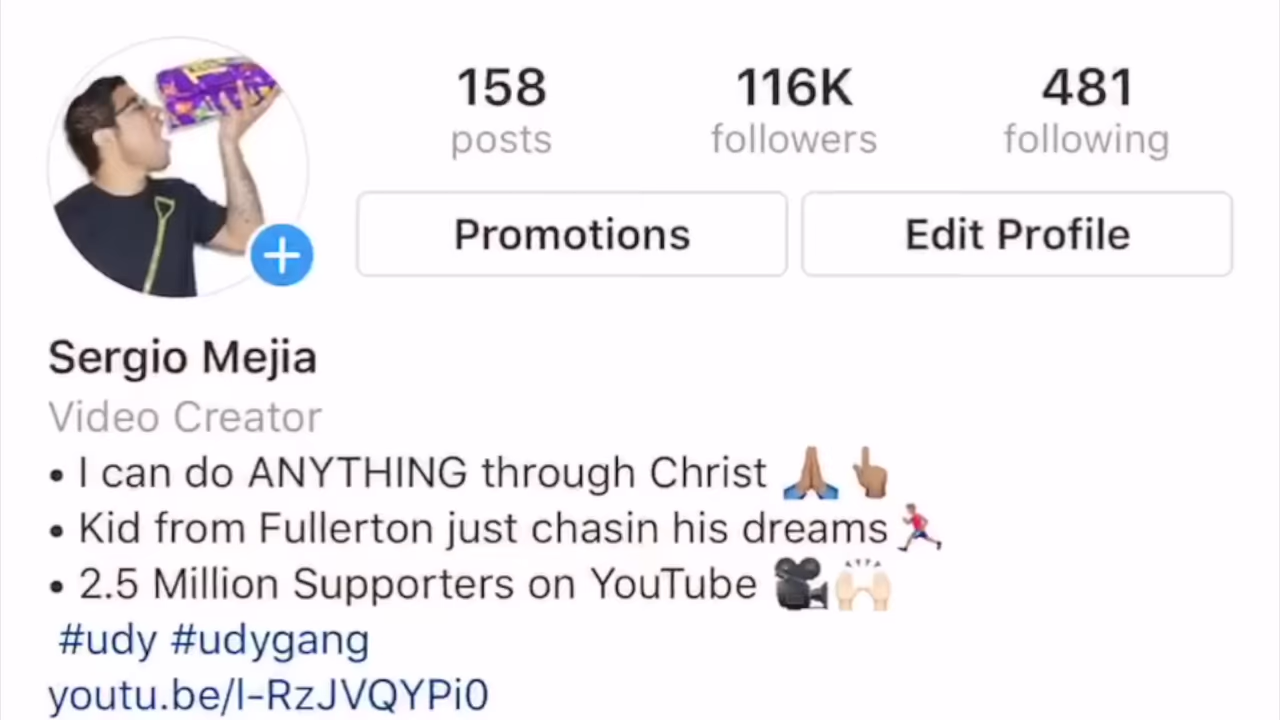 158 116K 481
posts followers following
Promotions Edit Profile
Sergio Mejia
Video Creator
• I can do ANYTHING through Christ 🙏🏽 👆🏽
• Kid from Fullerton just chasin his dreams🏃🏽
• 2.5 Million Supporters on YouTube 🎥🙌🏻
#udy #udygang
youtu.be/l-RzJVQYPi0